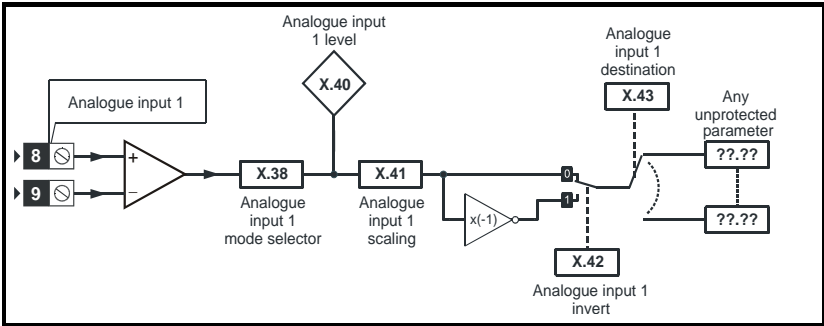 Analogue input
1 level
X.40
Analogue
input 1
destination
X.43
Any
unprotected
parameter
??.??
??.??
Analogue input 1
8
9
+
−
X.38
Analogue
input 1
mode selector
X.41
Analogue
input 1
scaling
x(-1)
0
1
X.42
Analogue input 1
invert